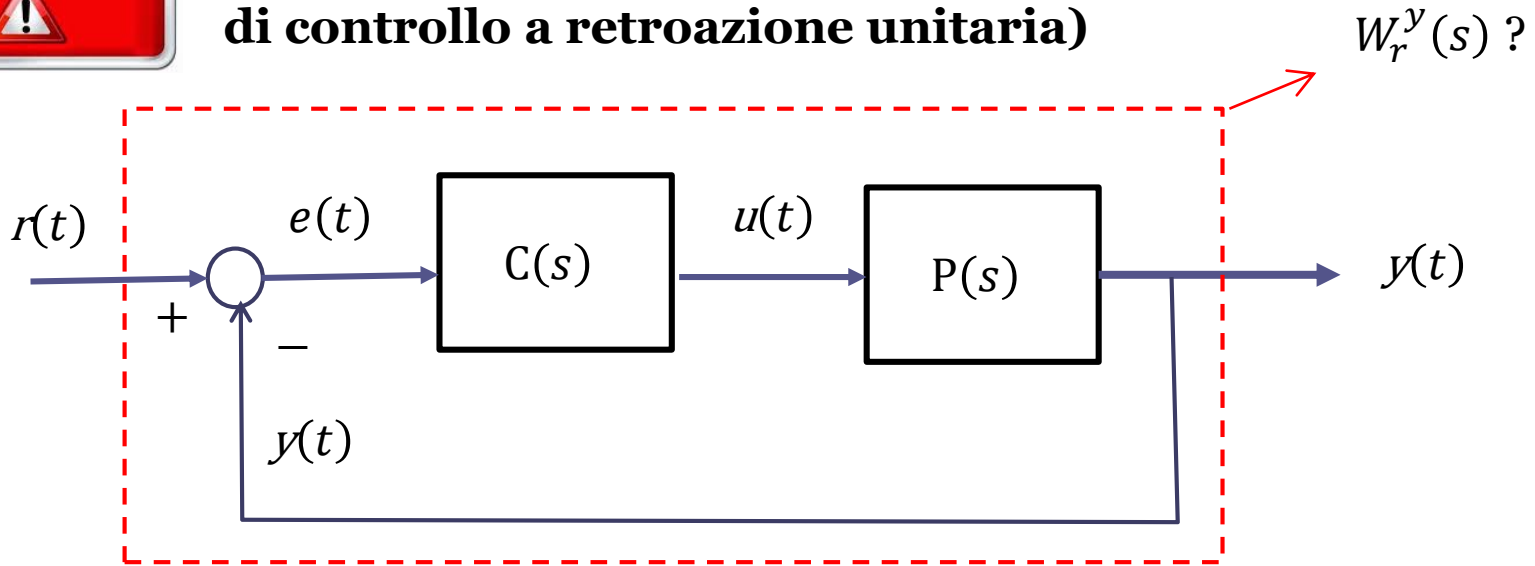 di controllo a retroazione unitaria)
W_r^y(s) ?
r(t)
e(t)
C(s)
u(t)
P(s)
y(t)
+
−
y(t)